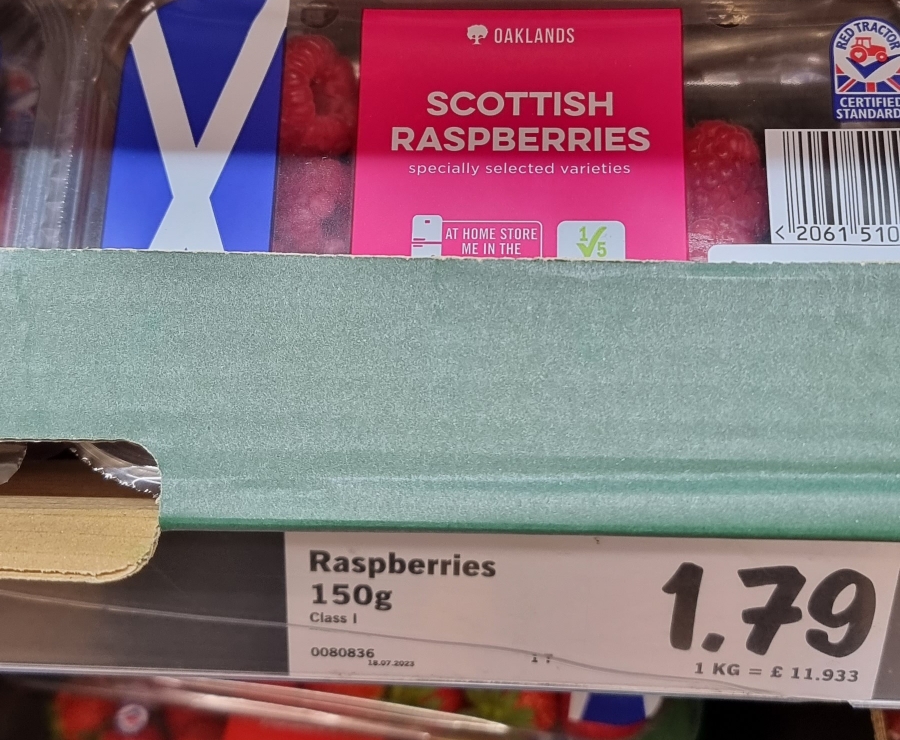 OAKLANDS
SCOTTISH
RASPBERRIES
specially selected varieties
AT HOME STORE
ME IN THE
1/5
RED TRACTOR
CERTIFIED
STANDARD
< 2061 510
Raspberries
150g
Class I
0080836
18.07.2023
17
1.79
1 KG = £ 11.933